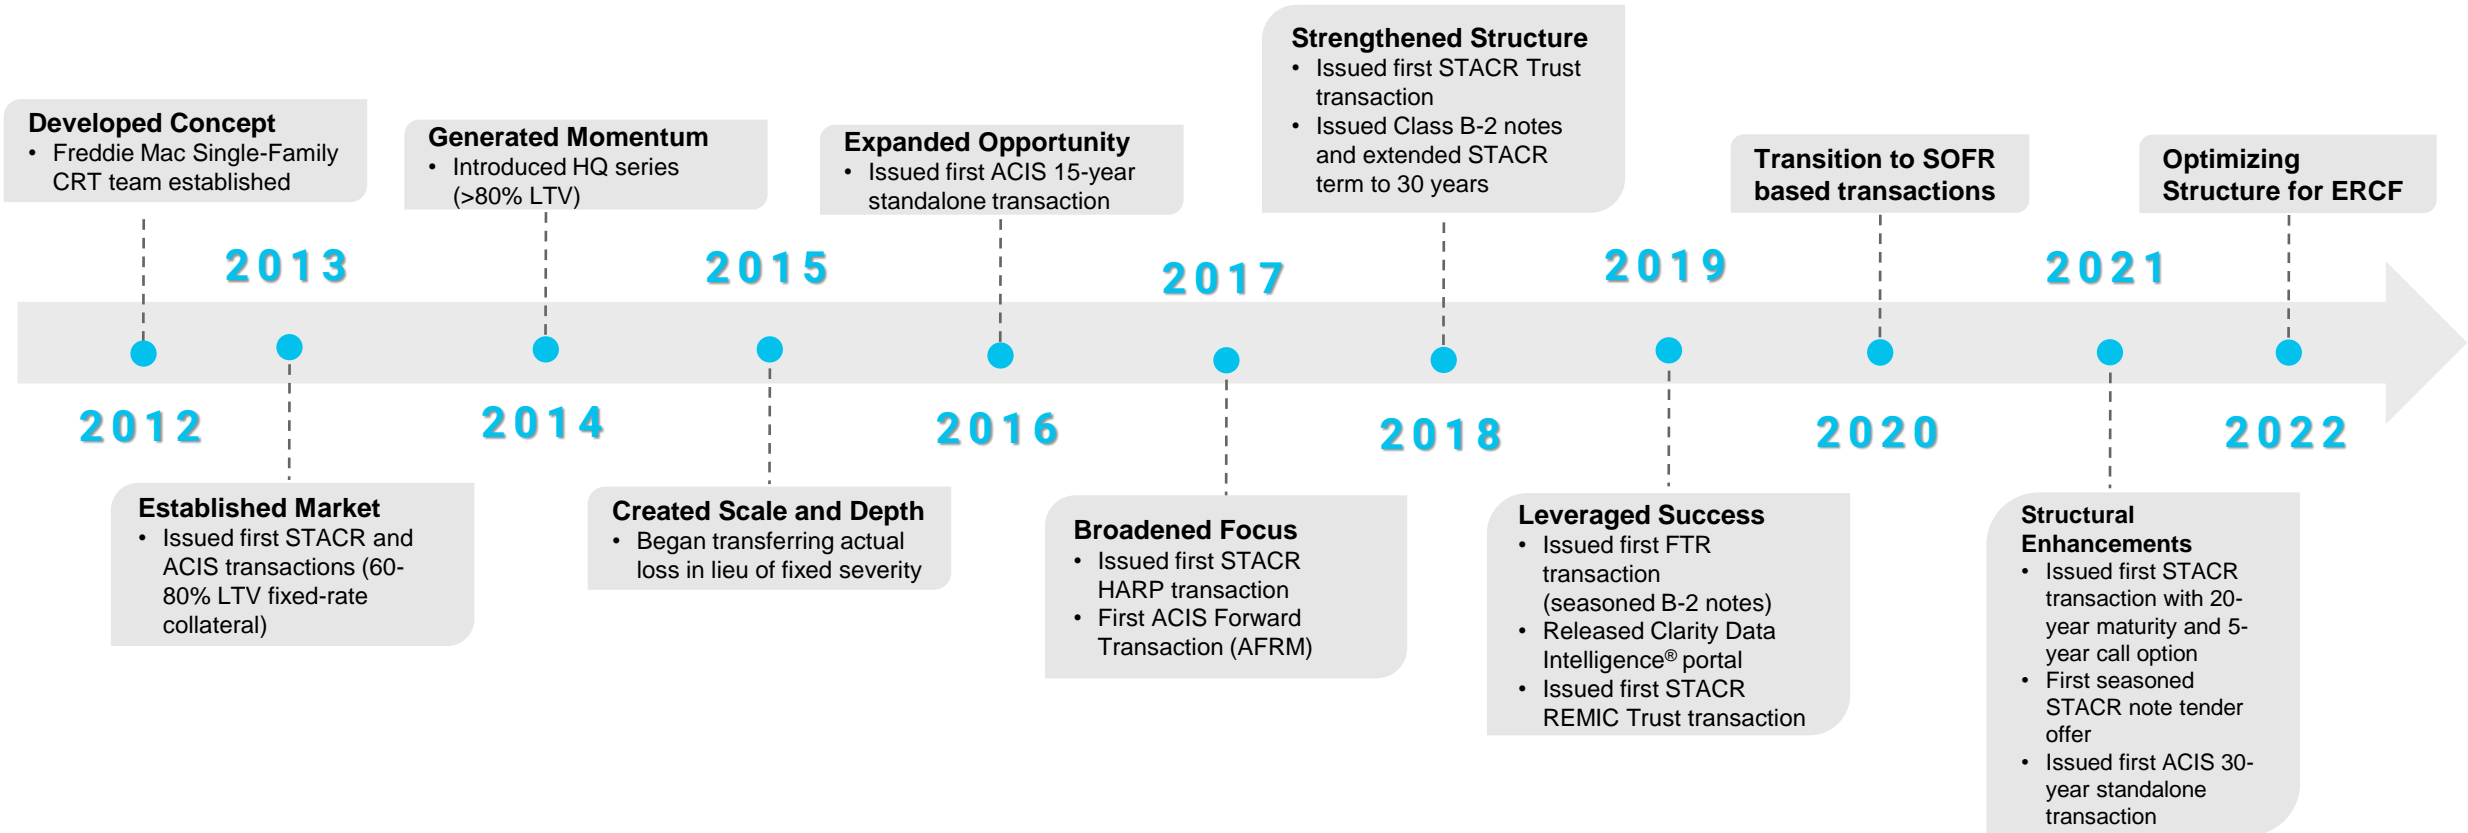 Developed Concept
• Freddie Mac Single-Family
CRT team established
2012
2013
Established Market
• Issued first STACR and
ACIS transactions (60-
80% LTV fixed-rate
collateral)
Generated Momentum
• Introduced HQ series
(>80% LTV)
2014
2015
Created Scale and Depth
• Began transferring actual
loss in lieu of fixed severity
Expanded Opportunity
• Issued first ACIS 15-year
standalone transaction
2016
2017
Broadened Focus
• Issued first STACR
HARP transaction
• First ACIS Forward
Transaction (AFRM)
Strengthened Structure
• Issued first STACR Trust
transaction
• Issued Class B-2 notes
and extended STACR
term to 30 years
2018
2019
Leveraged Success
• Issued first FTR
transaction
(seasoned B-2 notes)
• Released Clarity Data
Intelligence® portal
• Issued first STACR
REMIC Trust transaction
Transition to SOFR
based transactions
2020
2021
Structural
Enhancements
• Issued first STACR
transaction with 20-
year maturity and 5-
year call option
• First seasoned
STACR note tender
offer
• Issued first ACIS 30-
year standalone
transaction
Optimizing
Structure for ERCF
2022